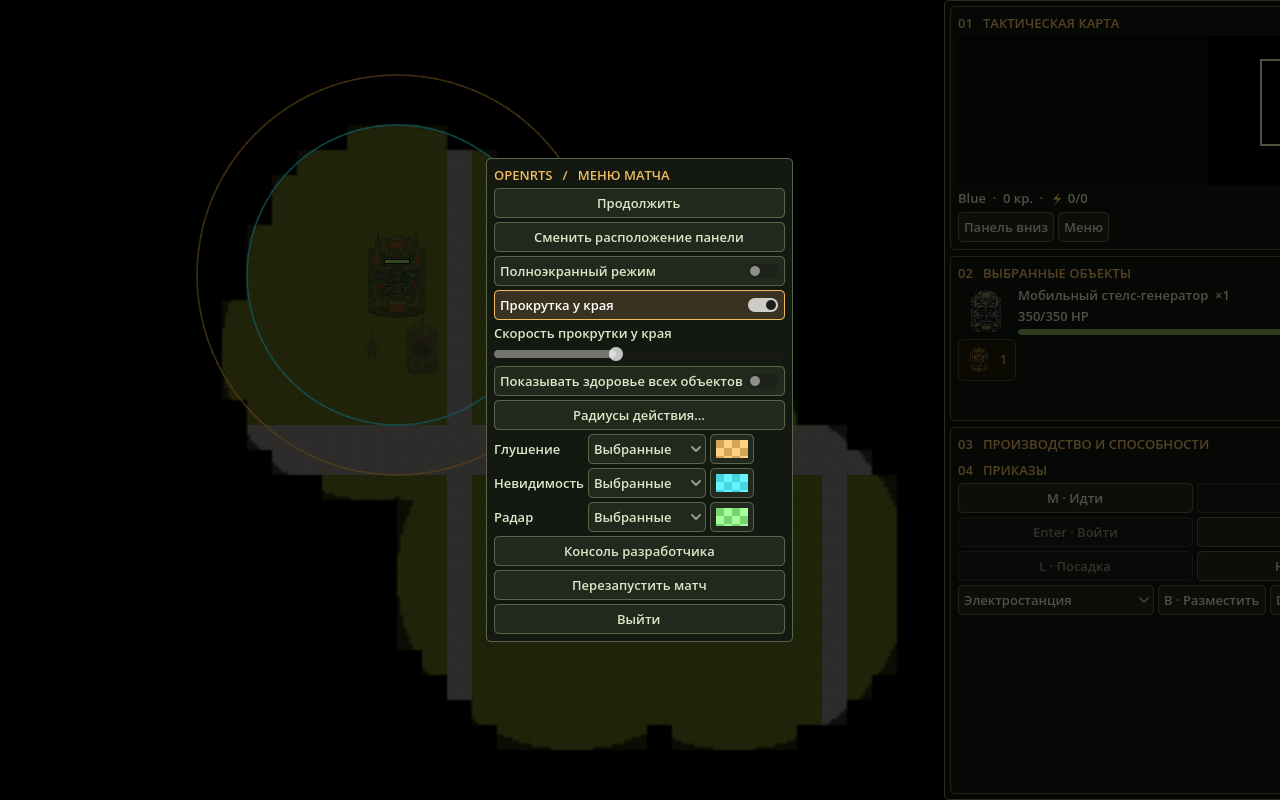 01 ТАКТИЧЕСКАЯ КАРТА
Blue · 0 кр. · ⚡ 0/0
Панель вниз Меню
02 ВЫБРАННЫЕ ОБЪЕКТЫ
Мобильный стелс-генератор ×1
350/350 HP
1
03 ПРОИЗВОДСТВО И СПОСОБНОСТИ
04 ПРИКАЗЫ
M · Идти
Enter · Войти
L · Посадка
Электростанция B · Разместить
OPENRTS / МЕНЮ МАТЧА
Продолжить
Сменить расположение панели
Полноэкранный режим
Прокрутка у края
Скорость прокрутки у края
Показывать здоровье всех объектов
Радиусы действия...
Глушение Выбранные
Невидимость Выбранные
Радар Выбранные
Консоль разработчика
Перезапустить матч
Выйти